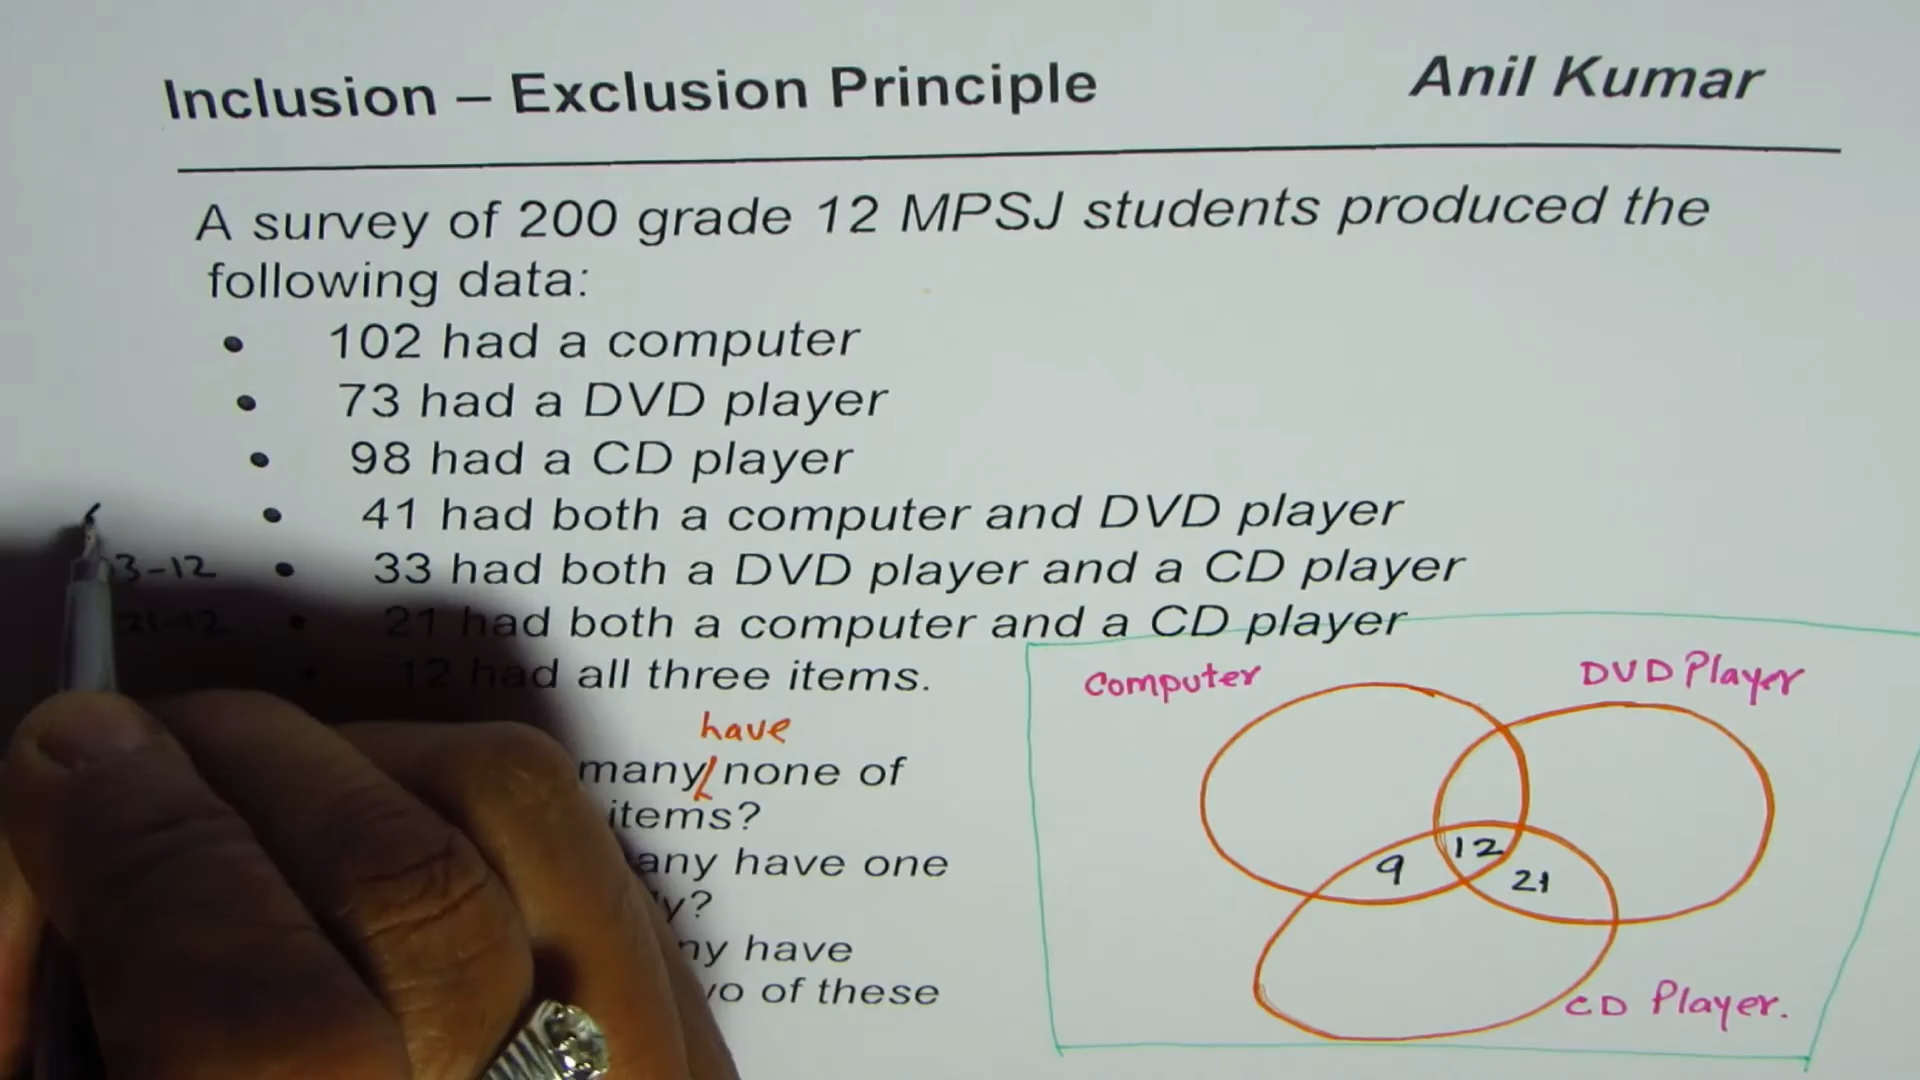 Inclusion – Exclusion Principle
Anil Kumar
A survey of 200 grade 12 MPSJ students produced the
following data:
• 102 had a computer
• 73 had a DVD player
• 98 had a CD player
• 41 had both a computer and DVD player
3-12 • 33 had both a DVD player and a CD player
21-12 • 21 had both a computer and a CD player
• 12 had all three items.
have
many none of
items?
have one
have
of these
Computer
DVD Player
9
12
21
CD Player.